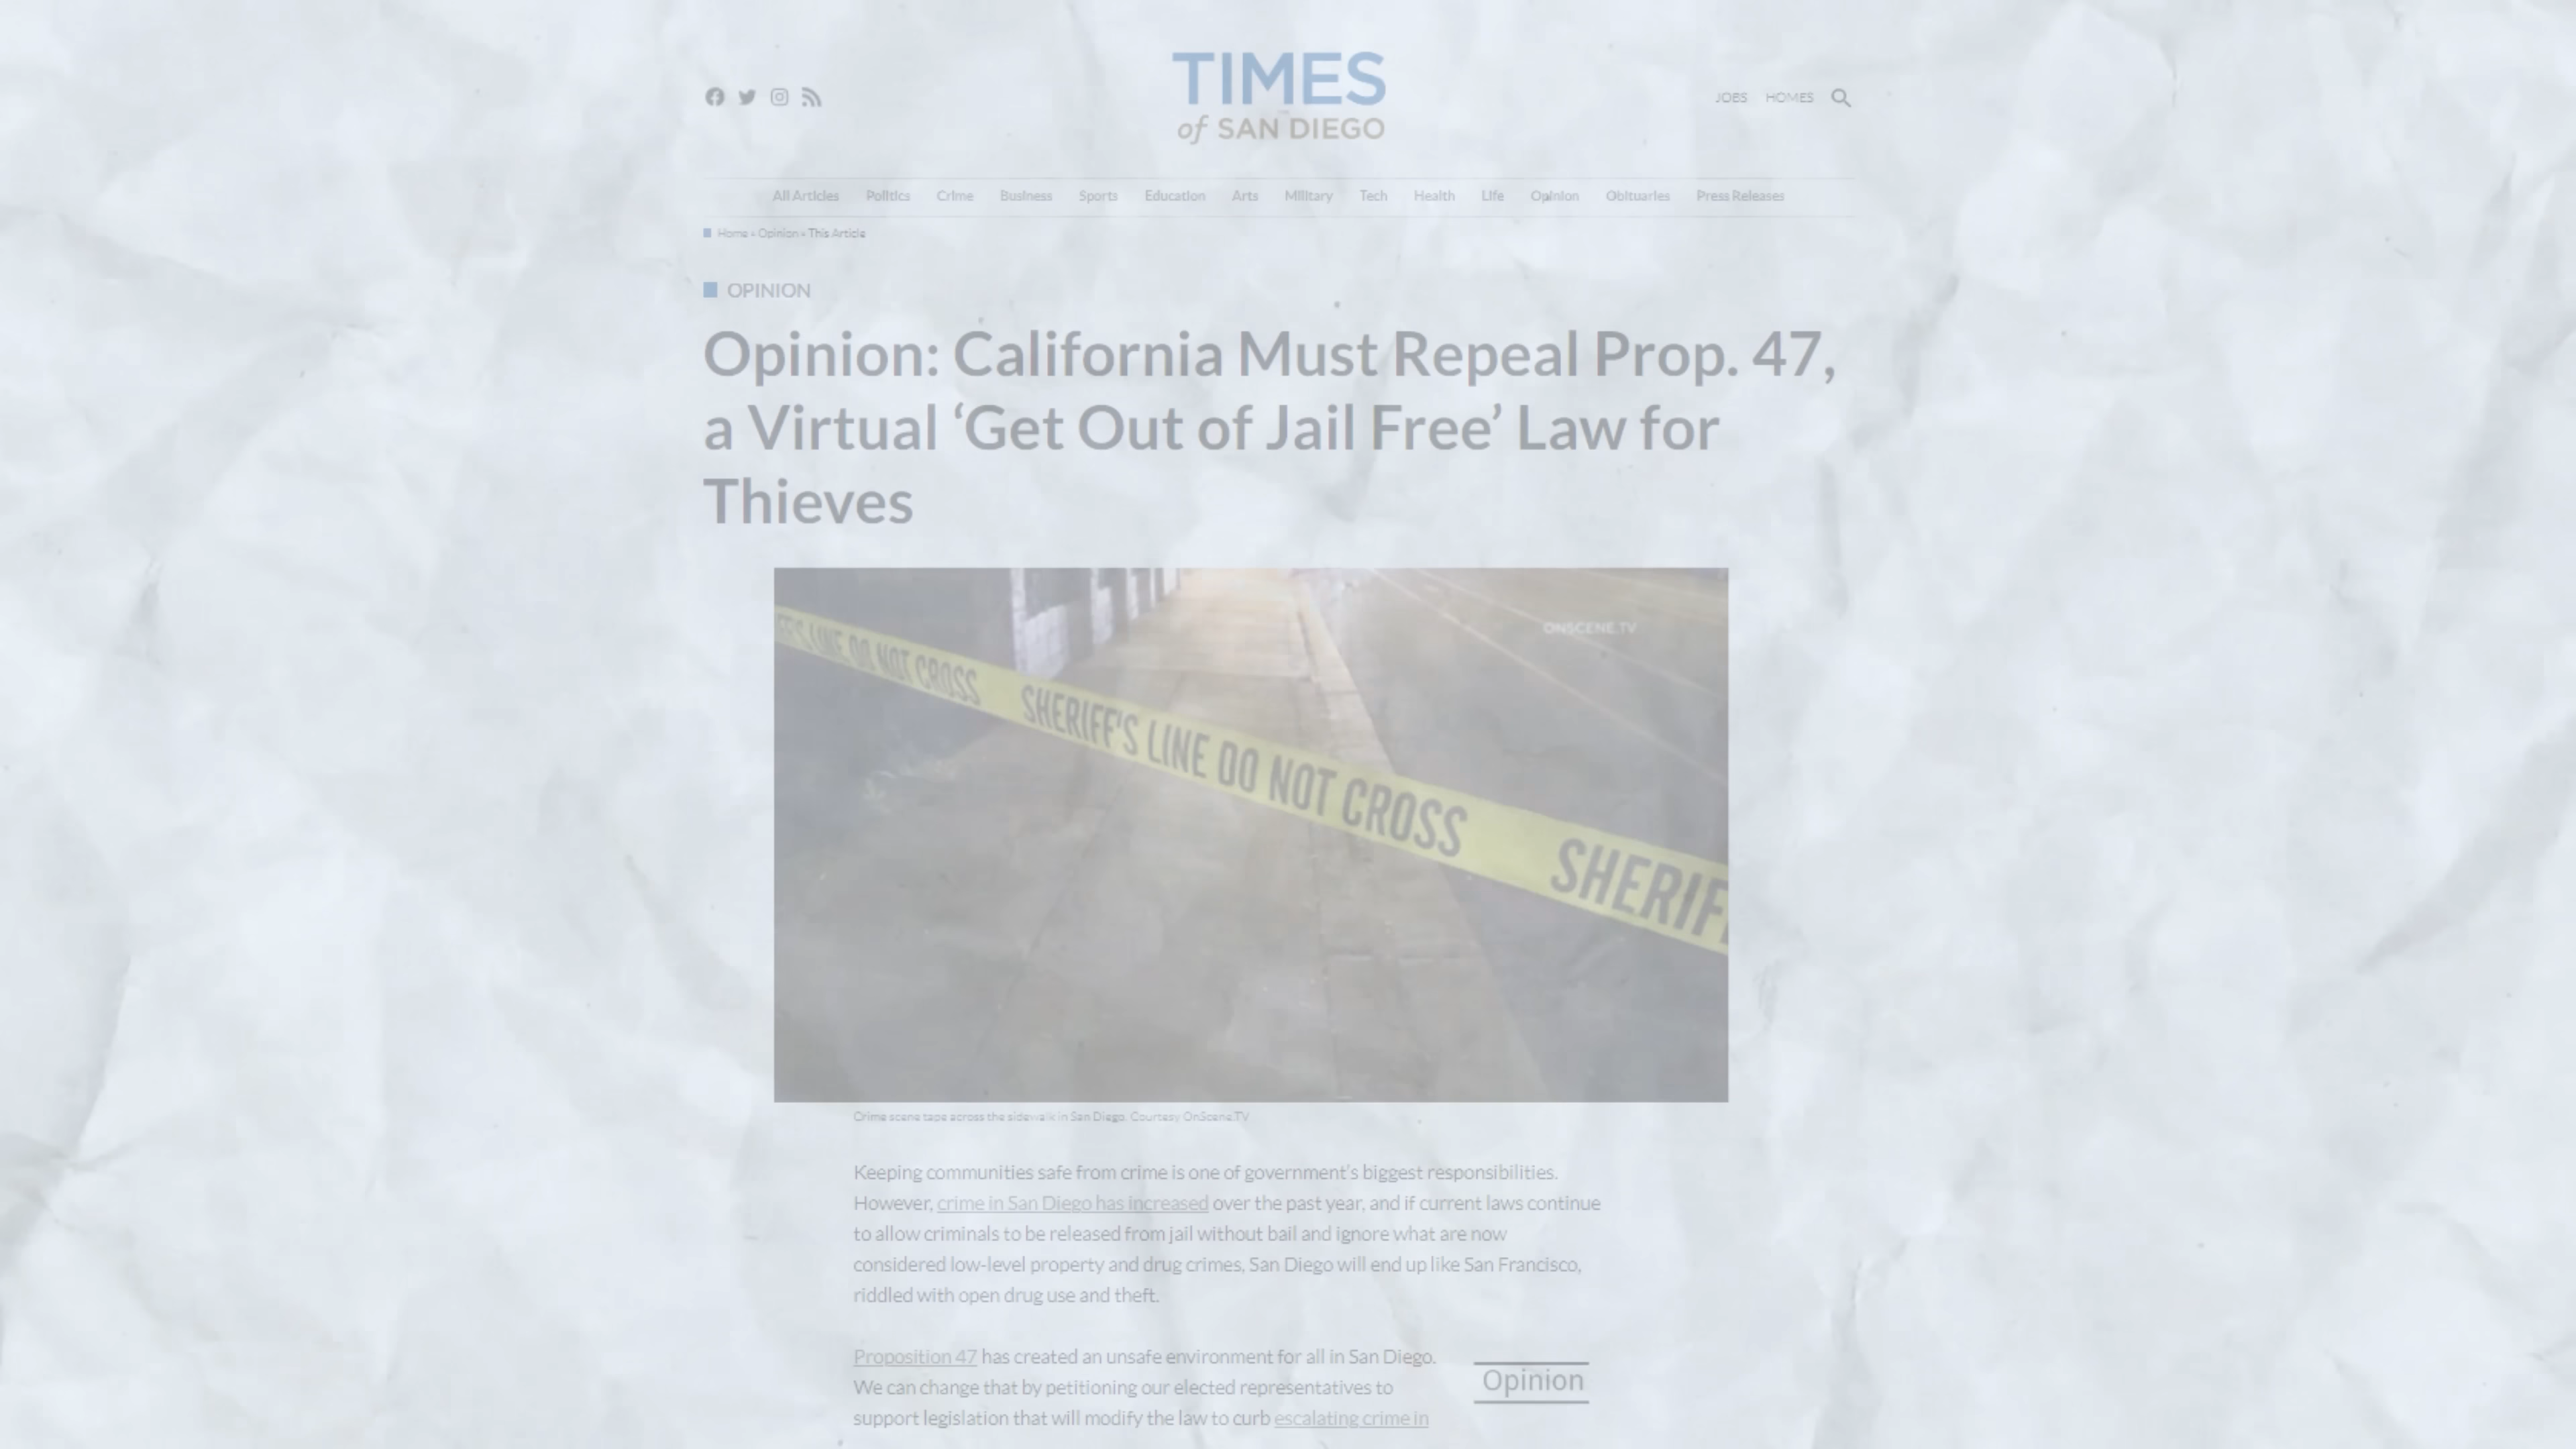 TIMES
of SAN DIEGO
JOBS HOMES
All Articles Politics Crime Business Sports Education Arts Military Tech Health Life Opinion Obituaries Press Releases
Home » Opinion » This Article
OPINION
Opinion: California Must Repeal Prop. 47,
a Virtual ‘Get Out of Jail Free’ Law for
Thieves
ONSCENE.TV
FF'S LINE DO NOT CROSS SHERIFF'S LINE DO NOT CROSS SHERIF
Crime scene tape across the sidewalk in San Diego. Courtesy OnScene.TV
Keeping communities safe from crime is one of government’s biggest responsibilities.
However, crime in San Diego has increased over the past year, and if current laws continue
to allow criminals to be released from jail without bail and ignore what are now
considered low-level property and drug crimes, San Diego will end up like San Francisco,
riddled with open drug use and theft.
Proposition 47 has created an unsafe environment for all in San Diego.
We can change that by petitioning our elected representatives to
support legislation that will modify the law to curb escalating crime in
Opinion